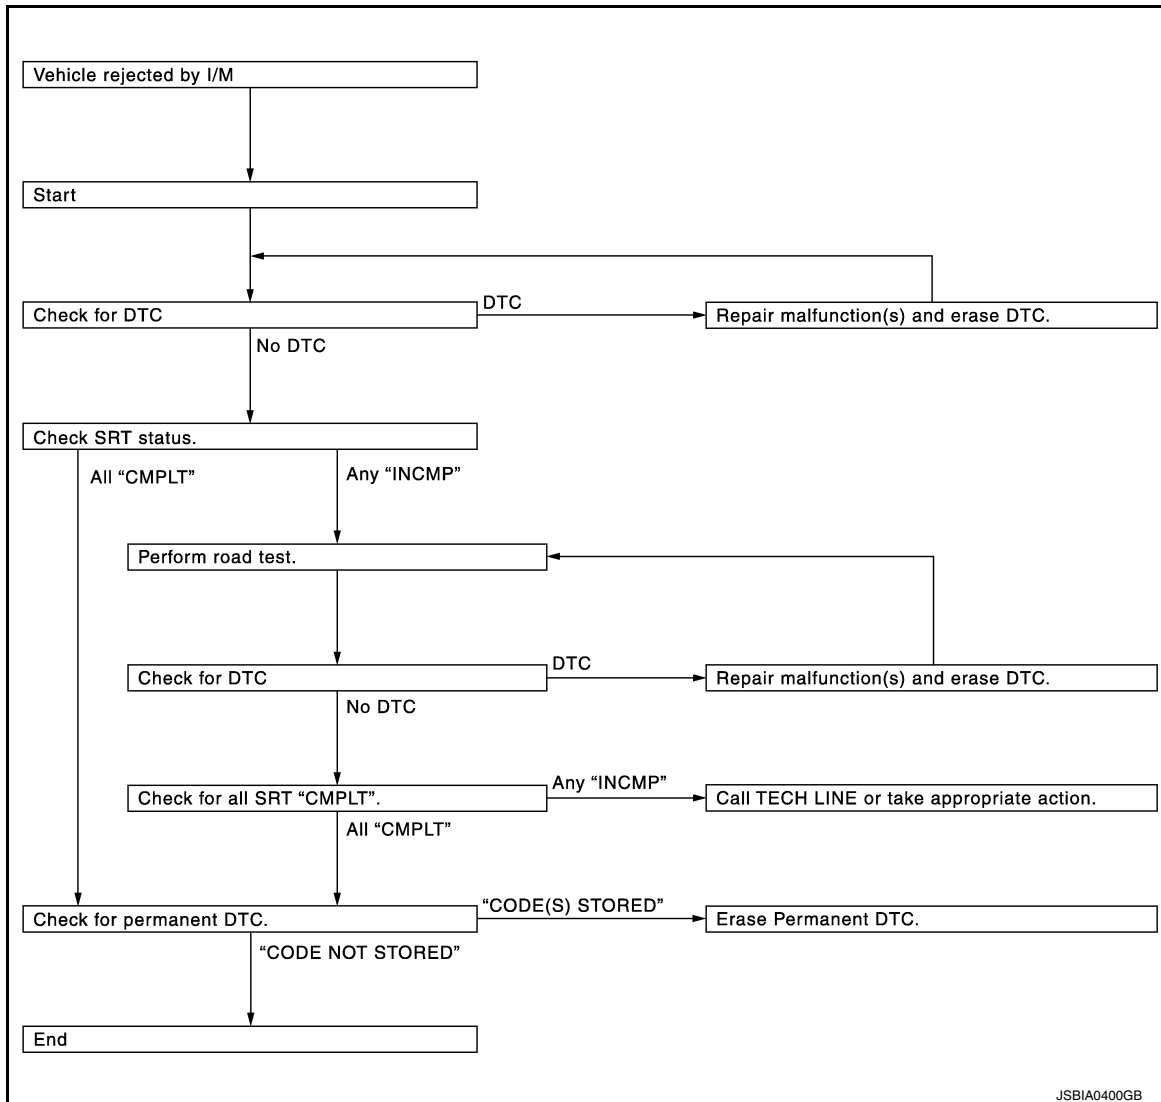 Vehicle rejected by I/M
Start
Check for DTC
DTC
Repair malfunction(s) and erase DTC.
No DTC
Check SRT status.
All “CMPLT”
Any “INCMP”
Perform road test.
Check for DTC
DTC
Repair malfunction(s) and erase DTC.
No DTC
Check for all SRT “CMPLT”.
Any “INCMP”
Call TECH LINE or take appropriate action.
All “CMPLT”
Check for permanent DTC.
“CODE(S) STORED”
Erase Permanent DTC.
“CODE NOT STORED”
End
JSBIA0400GB